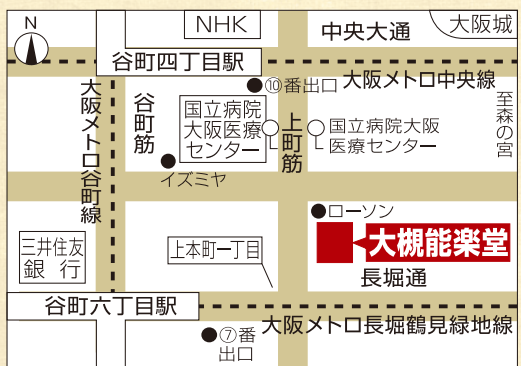 N
NHK
中央大通
大阪城
谷町四丁目駅
大阪メトロ中央線
⑩番出口
谷町筋
国立病院
大阪医療
センター
上町筋
国立病院大阪
医療センター
至森の宮
大阪メトロ谷町線
イズミヤ
ローソン
大槻能楽堂
三井住友
銀行
上本町一丁目
長堀通
谷町六丁目駅
大阪メトロ長堀鶴見緑地線
⑦番
出口